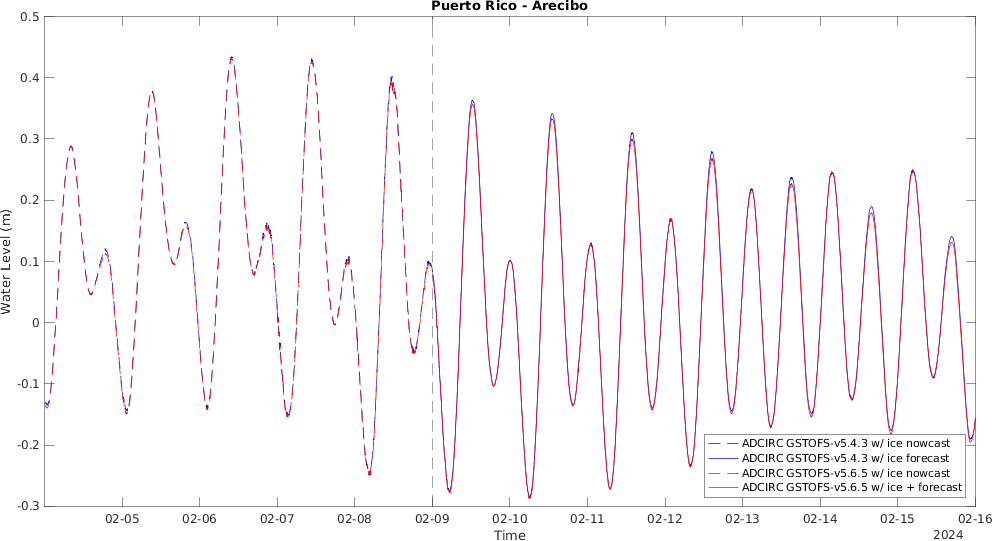 Puerto Rico - Arecibo
0.5
0.4
0.3
0.2
0.1
0
-0.1
-0.2
-0.3
Water Level (m)
ADCIRC GSTOFS-v5.4.3 w/ ice nowcast
ADCIRC GSTOFS-v5.4.3 w/ ice forecast
ADCIRC GSTOFS-v5.6.5 w/ ice nowcast
ADCIRC GSTOFS-v5.6.5 w/ ice + forecast
02-05 02-06 02-07 02-08 02-09 02-10 02-11 02-12 02-13 02-14 02-15 02-16
Time
2024